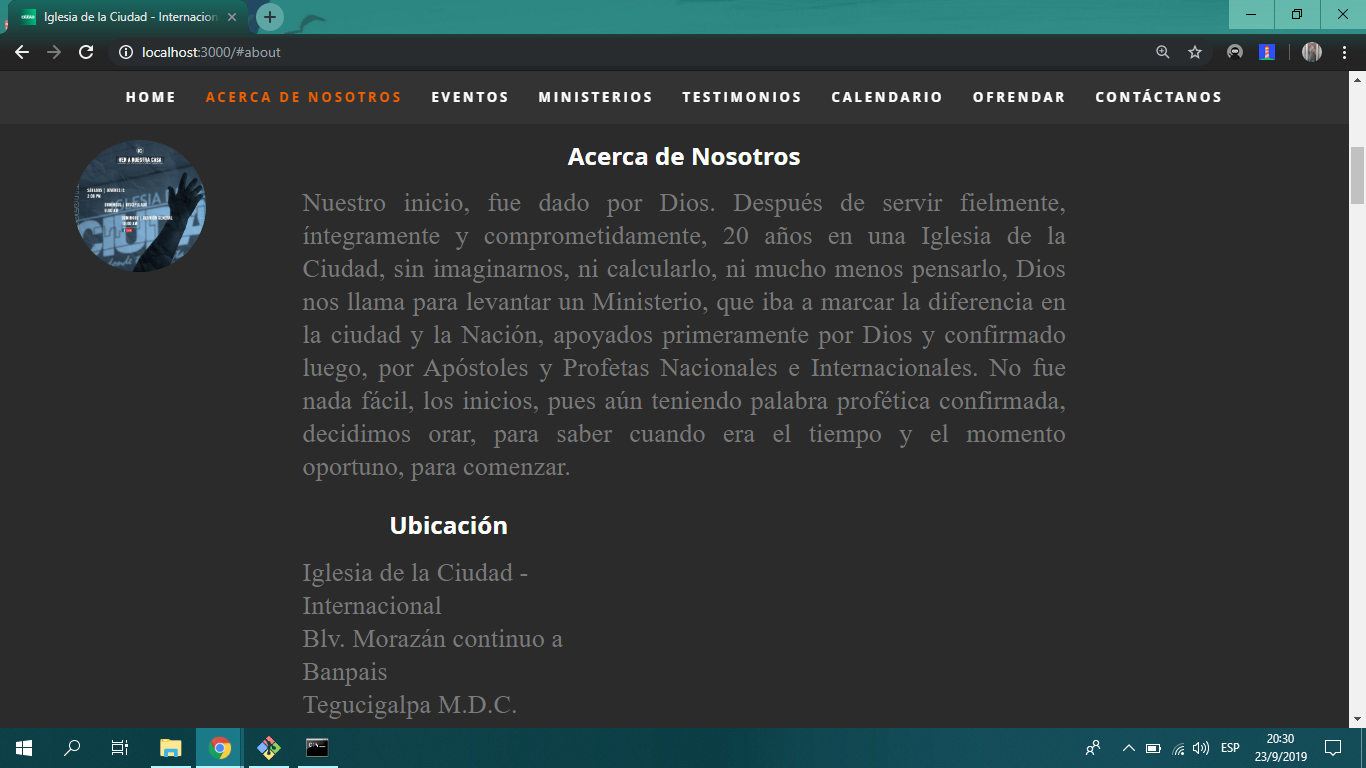 Iglesia de la Ciudad - Internacion
localhost:3000/#about
HOME ACERCA DE NOSOTROS EVENTOS MINISTERIOS TESTIMONIOS CALENDARIO OFRENDAR CONTÁCTANOS
VEN A NUESTRA CASA
IGLESIA
Acerca de Nosotros
Nuestro inicio, fue dado por Dios. Después de servir fielmente,
íntegramente y comprometidamente, 20 años en una Iglesia de la
Ciudad, sin imaginarnos, ni calcularlo, ni mucho menos pensarlo, Dios
nos llama para levantar un Ministerio, que iba a marcar la diferencia en
la ciudad y la Nación, apoyados primeramente por Dios y confirmado
luego, por Apóstoles y Profetas Nacionales e Internacionales. No fue
nada fácil, los inicios, pues aún teniendo palabra profética confirmada,
decidimos orar, para saber cuando era el tiempo y el momento
oportuno, para comenzar.
Ubicación
Iglesia de la Ciudad -
Internacional
Blv. Morazán continuo a
Banpais
Tegucigalpa M.D.C.
ESP
20:30
23/9/2019